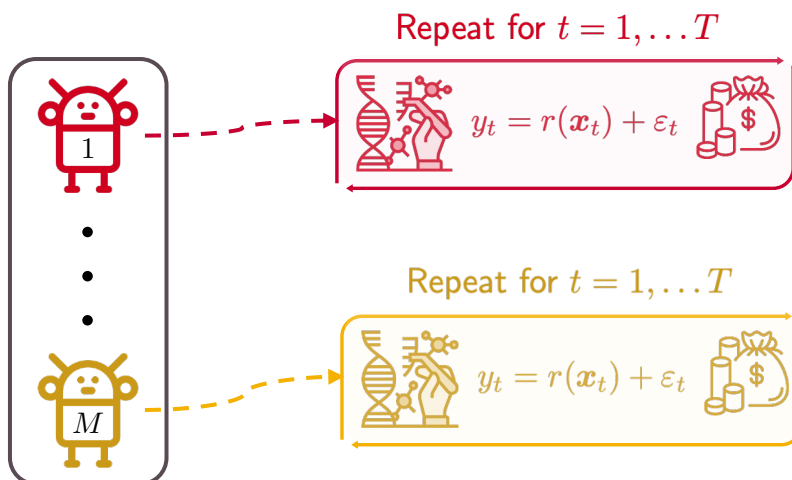 Repeat for t = 1, … T
1
y_t = r(𝒙_t) + ε_t
$
Repeat for t = 1, … T
M
y_t = r(𝒙_t) + ε_t
$